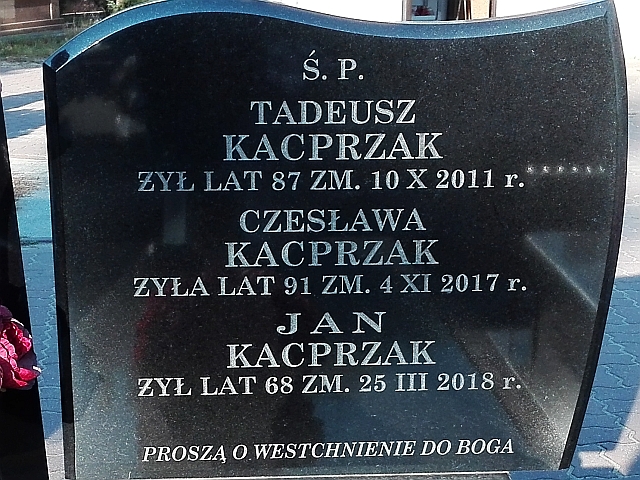 Ś. P.
TADEUSZ
KACPRZAK
ŻYŁ LAT 87 ZM. 10 X 2011 r.
CZESŁAWA
KACPRZAK
ŻYŁA LAT 91 ZM. 4 XI 2017 r.
JAN
KACPRZAK
ŻYŁ LAT 68 ZM. 25 III 2018 r.
PROSZĄ O WESTCHNIENIE DO BOGA